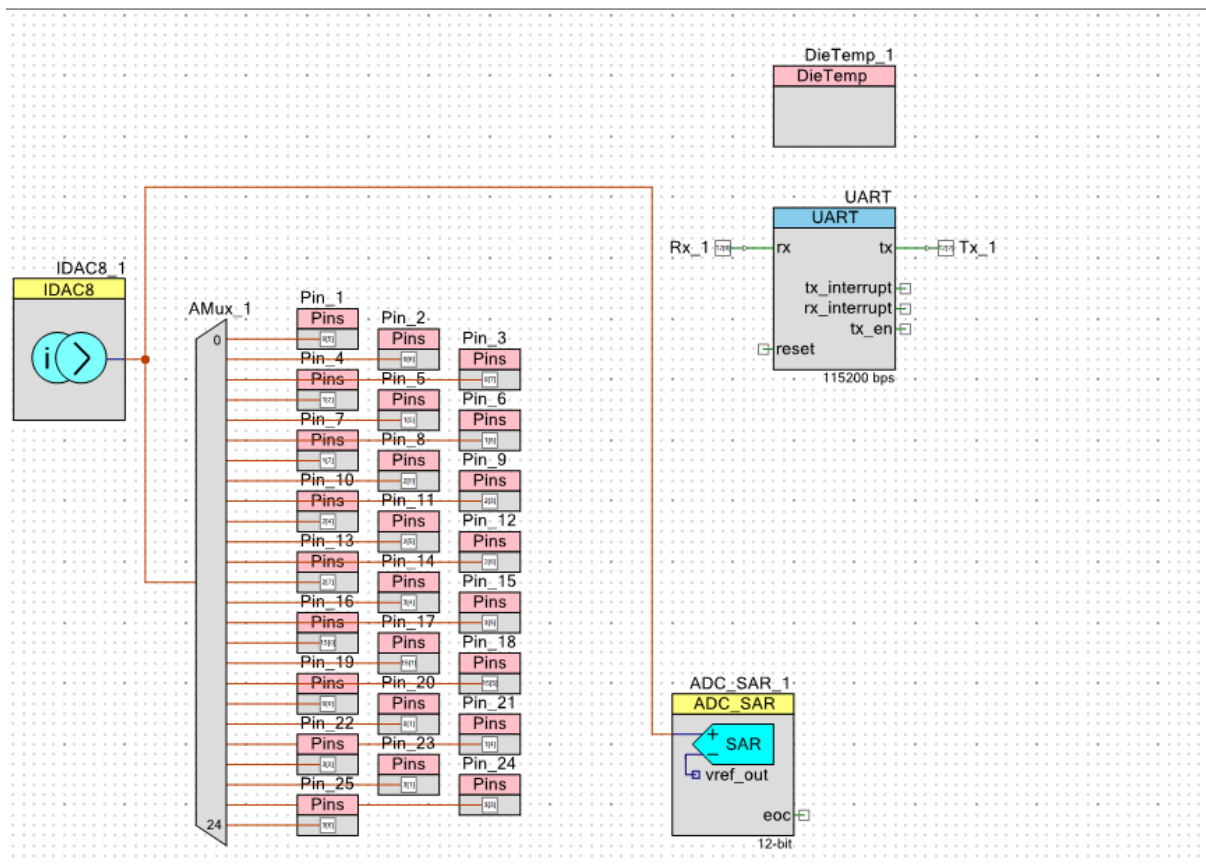 DieTemp_1
DieTemp
UART
UART
Rx_1
rx
tx
Tx_1
tx_interrupt
rx_interrupt
tx_en
reset
115200 bps
IDAC8_1
IDAC8
i
AMux_1
0
24
Pin_1
Pins
Pin_2
Pins
Pin_3
Pins
Pin_4
Pins
Pin_5
Pins
Pin_6
Pins
Pin_7
Pins
Pin_8
Pins
Pin_9
Pins
Pin_10
Pins
Pin_11
Pins
Pin_12
Pins
Pin_13
Pins
Pin_14
Pins
Pin_15
Pins
Pin_16
Pins
Pin_17
Pins
Pin_18
Pins
Pin_19
Pins
Pin_20
Pins
Pin_21
Pins
Pin_22
Pins
Pin_23
Pins
Pin_24
Pins
Pin_25
Pins
ADC_SAR_1
ADC_SAR
+
SAR
−
vref_out
eoc
12-bit